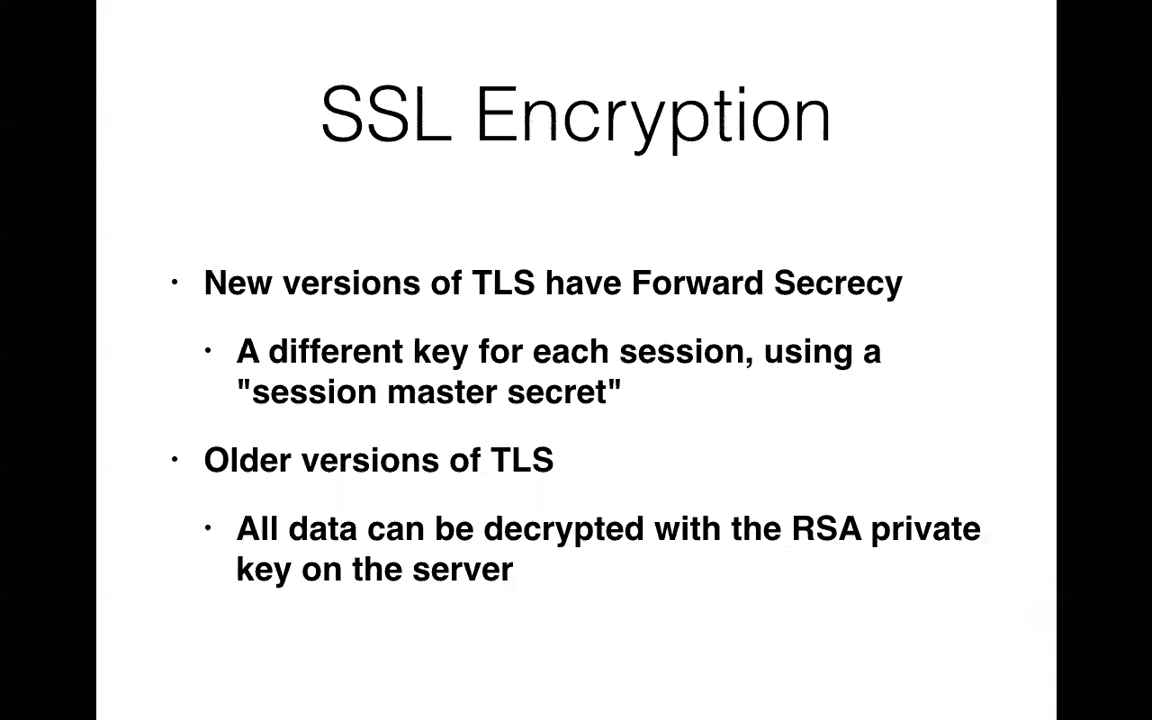 SSL Encryption
• New versions of TLS have Forward Secrecy
• A different key for each session, using a
"session master secret"
• Older versions of TLS
• All data can be decrypted with the RSA private
key on the server